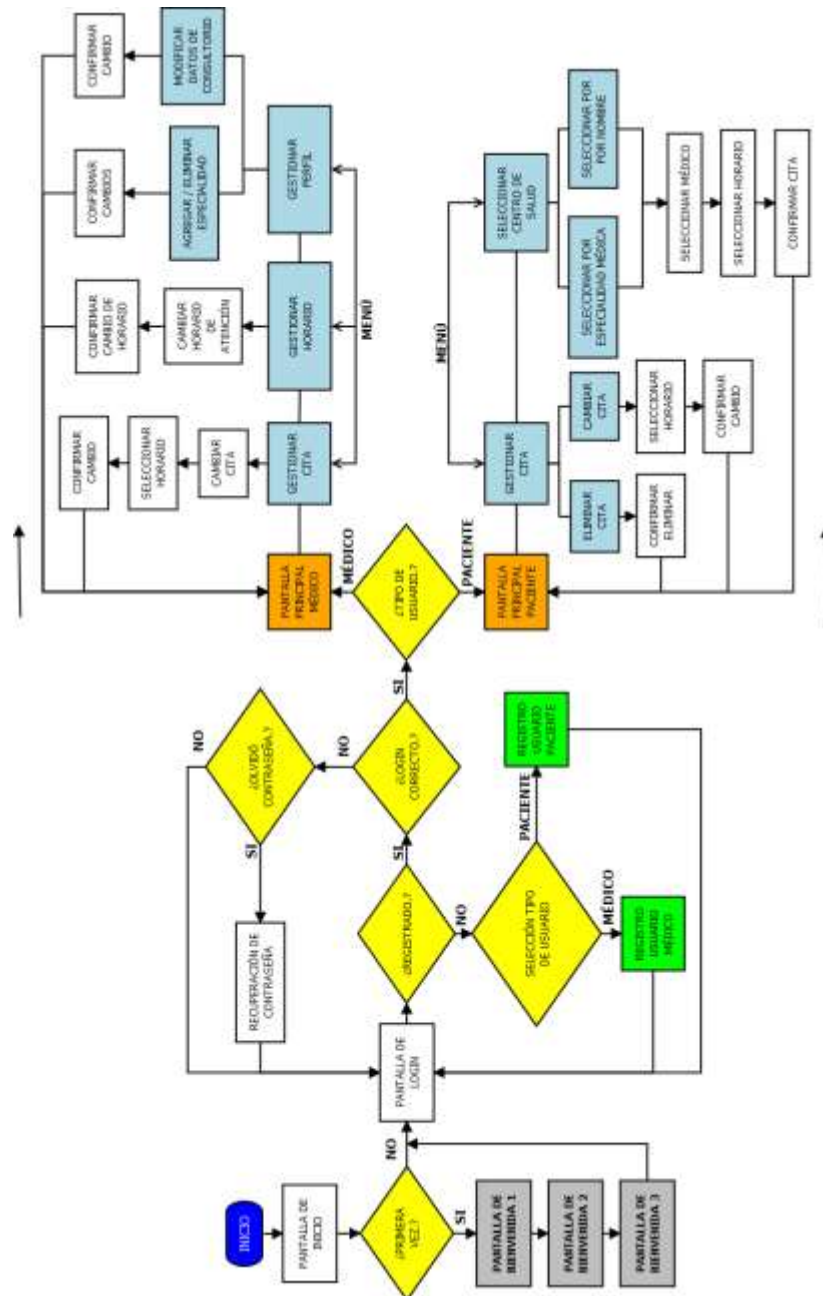 INICIO
PANTALLA DE
INICIO
¿PRIMERA
VEZ.?
NO
SI
PANTALLA DE
BIENVENIDA 1
PANTALLA DE
BIENVENIDA 2
PANTALLA DE
BIENVENIDA 3
PANTALLA DE
LOGIN
RECUPERACIÓN DE
CONTRASEÑA
¿REGISTRADO.?
SI
NO
SELECCIÓN TIPO
DE USUARIO
MÉDICO
REGISTRO
USUARIO
MÉDICO
PACIENTE
REGISTRO
USUARIO
PACIENTE
¿LOGIN
CORRECTO.?
NO
SI
¿OLVIDÓ
CONTRASEÑA.?
SI
NO
¿TIPO DE
USUARIO.?
MÉDICO
PACIENTE
PANTALLA
PRINCIPAL
MÉDICO
GESTIONAR
CITA
CAMBIAR
CITA
SELECCIONAR
HORARIO
CONFIRMAR
CAMBIO
GESTIONAR
HORARIO
CAMBIAR
HORARIO
DE
ATENCIÓN
CONFIRMAR
CAMBIO DE
HORARIO
GESTIONAR
PERFIL
AGREGAR / ELIMINAR
ESPECIALIDAD
CONFIRMAR
CAMBIOS
MODIFICAR
DATOS DE
CONSULTORIO
CONFIRMAR
CAMBIO
MENÚ
PANTALLA
PRINCIPAL
PACIENTE
MENÚ
GESTIONAR
CITA
ELIMINAR
CITA
CONFIRMAR
ELIMINAR
CAMBIAR
CITA
SELECCIONAR
HORARIO
CONFIRMAR
CAMBIO
SELECCIONAR
CENTRO DE
SALUD
SELECCIONAR POR
ESPECIALIDAD MÉDICA
SELECCIONAR POR
POR NOMBRE
SELECCIONAR MÉDICO
SELECCIONAR HORARIO
CONFIRMAR CITA